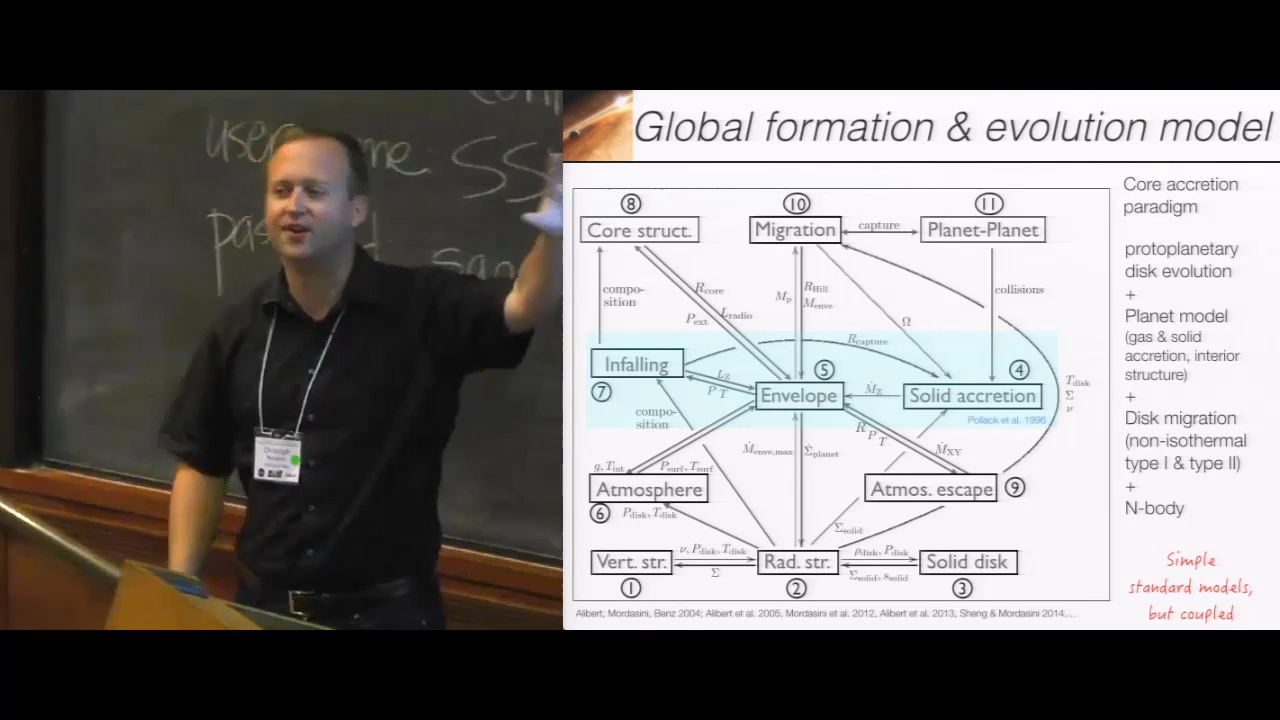 use me SS
pas
san
Global formation & evolution model
8
10
11
Core struct.
Migration
capture
Planet-Planet
compo-
sition
R_core
L_radio
P_ext
M_p
R_Hill
M_enve
Ω
collisions
R_capture
Infalling
7
L_Z
P T
5
Envelope
Ṁ_Z
4
Solid accretion
Pollack et al. 1996
T_disk
Σ
ν
compo-
sition
Ṁ_enve,max
Σ̇_planet
R P T
Ṁ_XY
g, T_int
P_surf, T_surf
Atmosphere
6
P_disk, T_disk
Atmos. escape
9
Σ_solid
Vert. str.
ν, P_disk, T_disk
Σ
Rad. str.
ρ_disk, P_disk
Σ_solid, s_solid
Solid disk
1
2
3
Alibert, Mordasini, Benz 2004; Alibert et al. 2005, Mordasini et al. 2012, Alibert et al. 2013, Sheng & Mordasini 2014,...
Core accretion
paradigm
protoplanetary
disk evolution
+
Planet model
(gas & solid
accretion, interior
structure)
+
Disk migration
(non-isothermal
type I & type II)
+
N-body
Simple
standard models,
but coupled